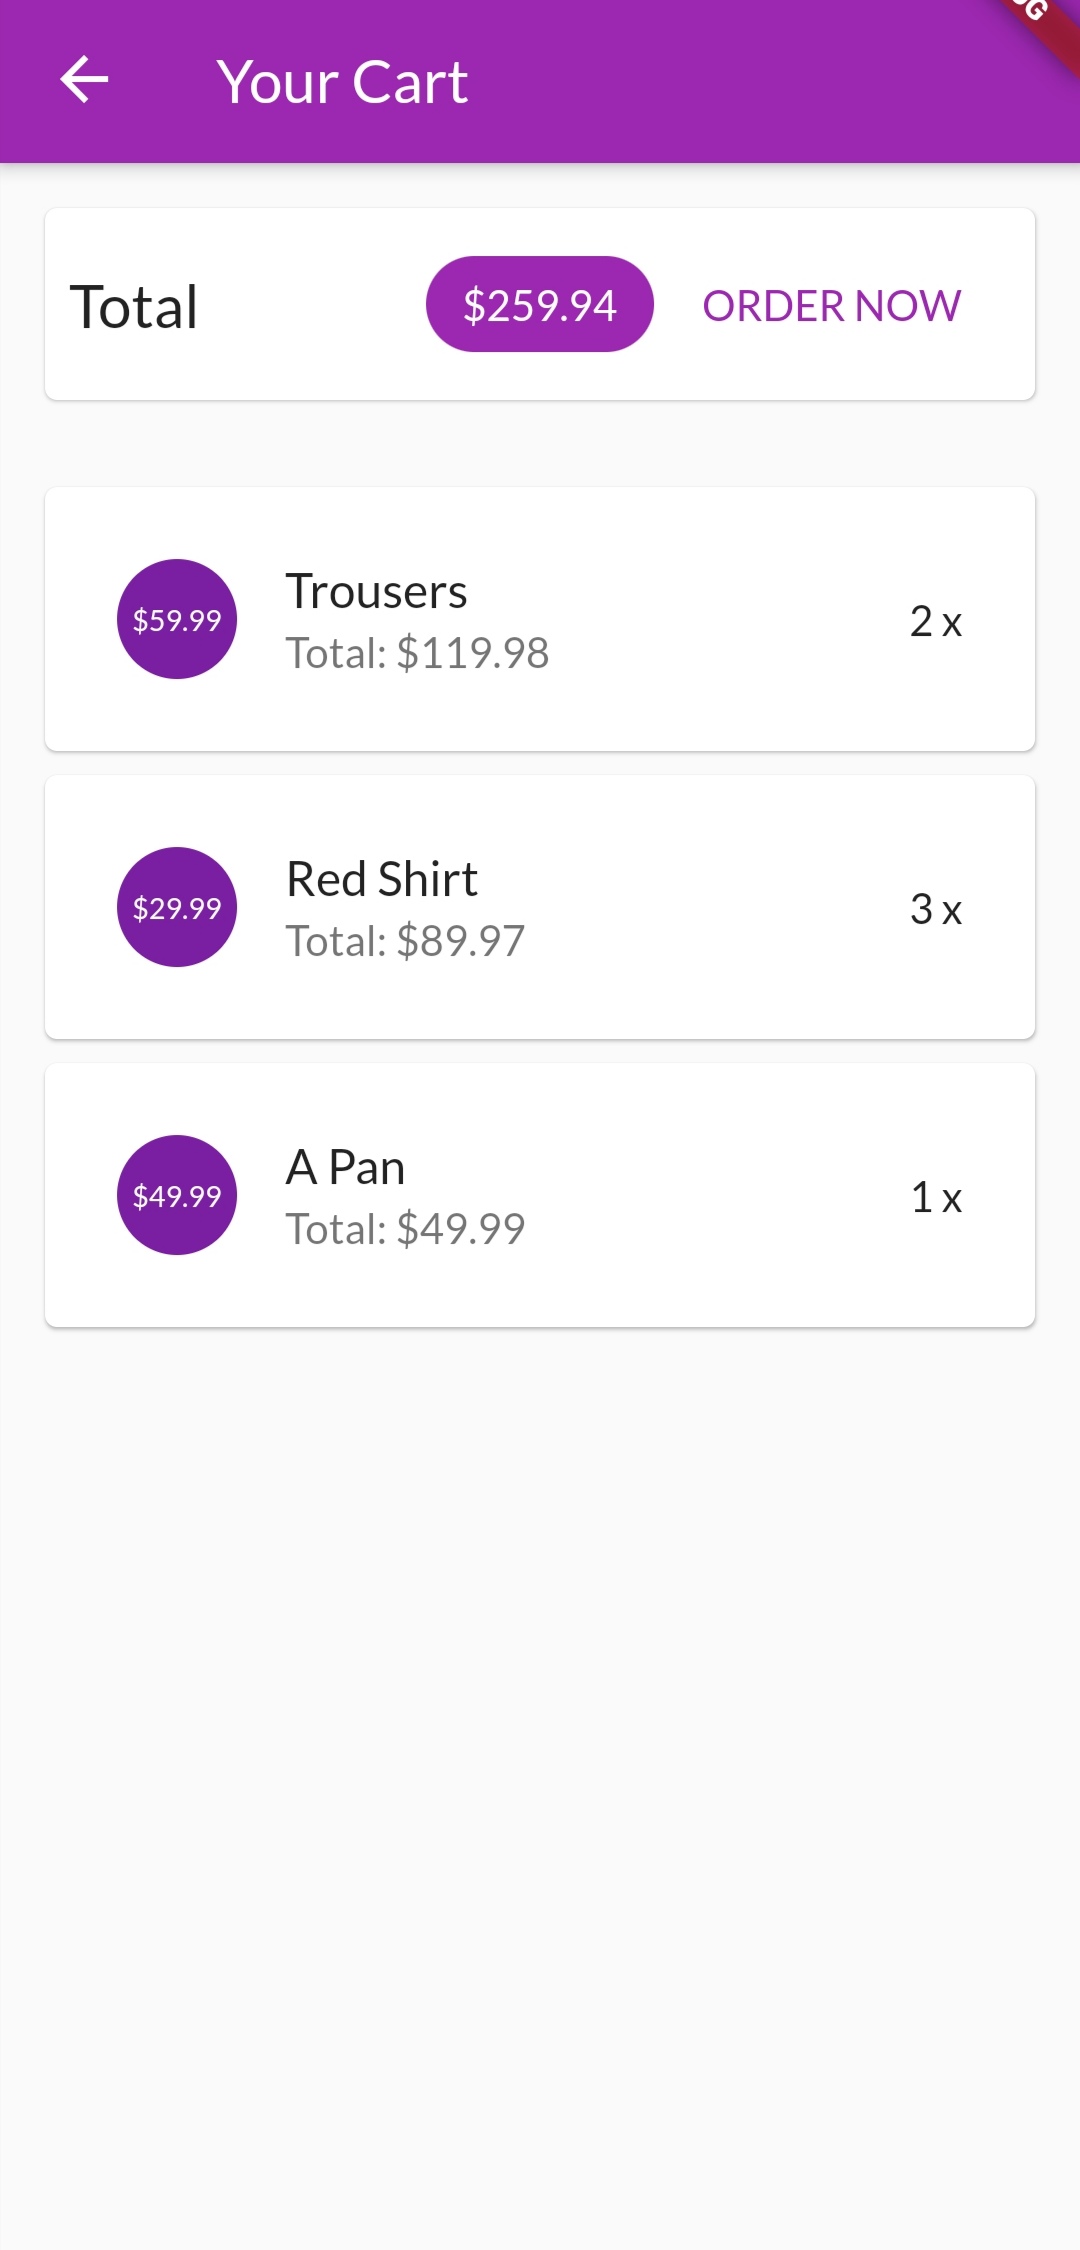 Your Cart
Total
$259.94
ORDER NOW
$59.99
Trousers
Total: $119.98
2 x
$29.99
Red Shirt
Total: $89.97
3 x
$49.99
A Pan
Total: $49.99
1 x